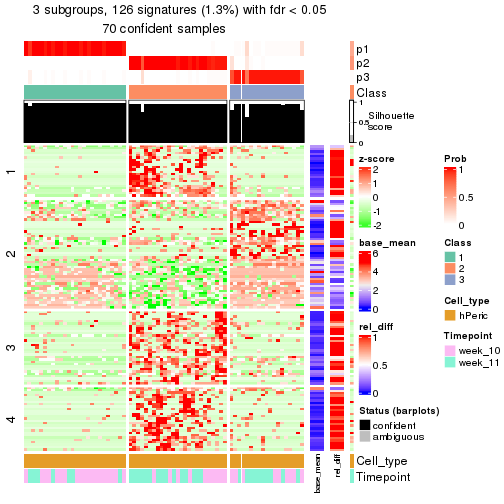 3 subgroups, 126 signatures (1.3%) with fdr < 0.05
70 confident samples
p1
p2
p3
Class
1
0.5
0
Silhouette
score
1
2
3
4
z-score
2
1
0
-1
-2
base_mean
6
4
2
0
rel_diff
1
0.5
0
Status (barplots)
confident
ambiguous
Prob
1
0.5
0
Class
1
2
3
Cell_type
hPeric
Timepoint
week_10
week_11
Cell_type
Timepoint
base_mean
rel_diff